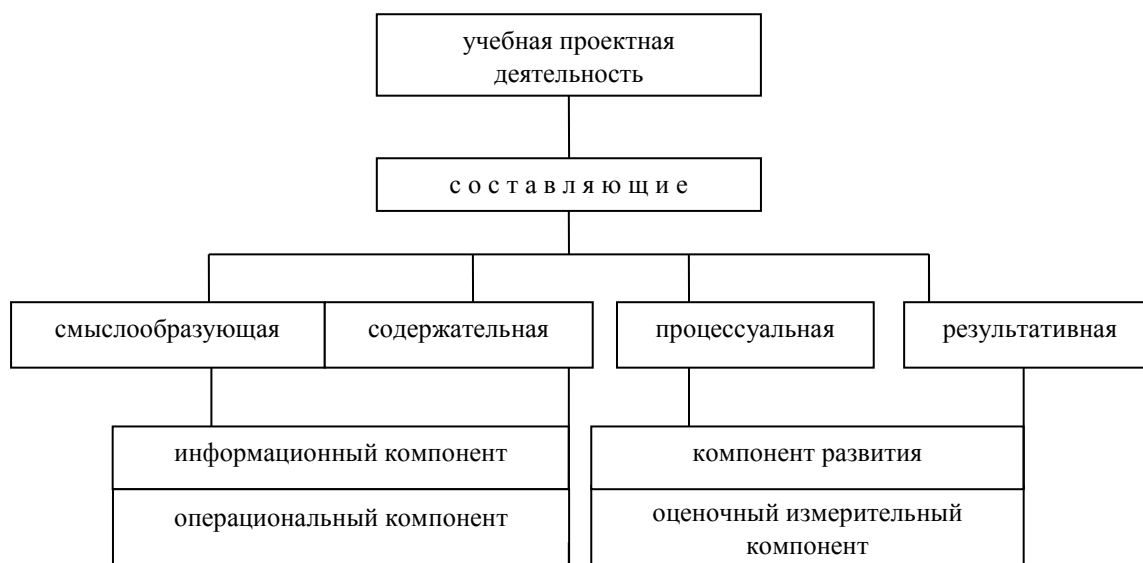 учебная проектная
деятельность
с о с т а в л я ю щ и е
смыслообразующая
содержательная
процессуальная
результативная
информационный компонент
компонент развития
операциональный компонент
оценочный измерительный
компонент